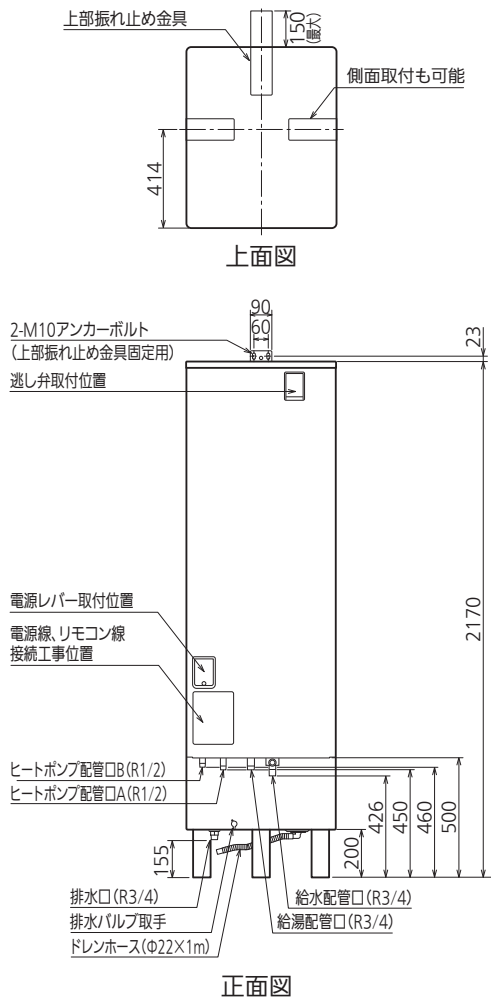 上部振れ止め金具
150
(最大)
側面取付も可能
414
上面図
90
60
23
2-M10アンカーボルト
(上部振れ止め金具固定用)
逃し弁取付位置
2170
電源レバー取付位置
電源線、リモコン線
接続工事位置
ヒートポンプ配管口B(R1/2)
ヒートポンプ配管口A(R1/2)
426
450
460
500
155
200
排水口(R3/4)
給水配管口(R3/4)
排水バルブ取手
給湯配管口(R3/4)
ドレンホース(Φ22×1m)
正面図